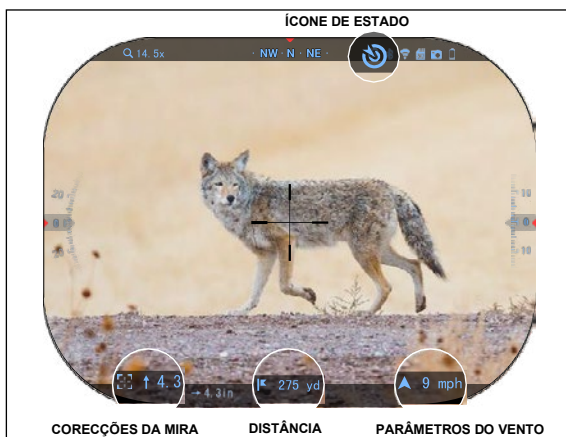 ÍCONE DE ESTADO
14.5x · NW · N · NE ·
20 10
0 0
10 10
↑ 4.3 → 4.3in 275 yd 9 mph
CORECÇÕES DA MIRA DISTÂNCIA PARÂMETROS DO VENTO